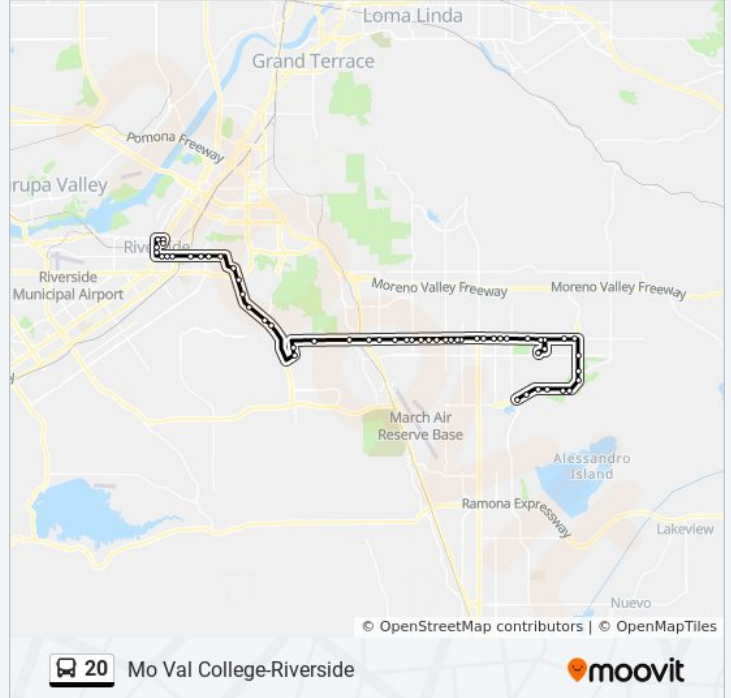 Loma Linda
Grand Terrace
Pomona Freeway
rupa Valley
Riverside
Riverside
Municipal Airport
Moreno Valley Freeway
Moreno Valley Freeway
March Air
Reserve Base
Alessandro
Island
Ramona Expressway
Lakeview
Nuevo
© OpenStreetMap contributors | © OpenMapTiles
20 Mo Val College-Riverside
moovit